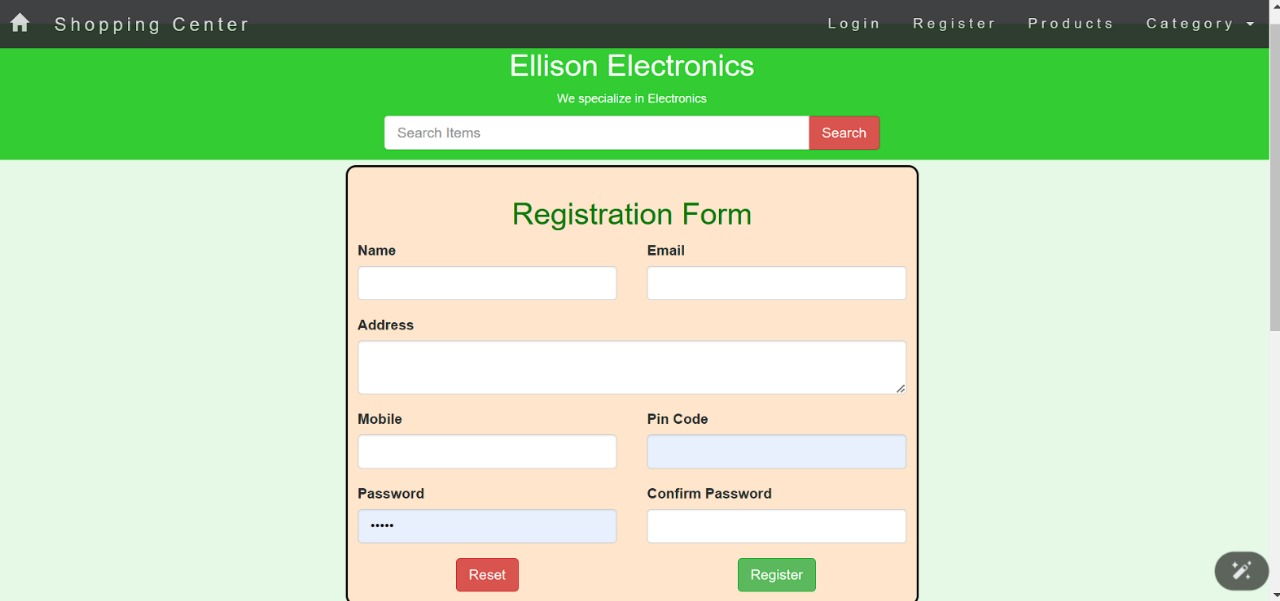 Shopping Center Login Register Products Category
Ellison Electronics
We specialize in Electronics
Search Items Search
Registration Form
Name Email
Address
Mobile Pin Code
Password Confirm Password
•••••
Reset Register